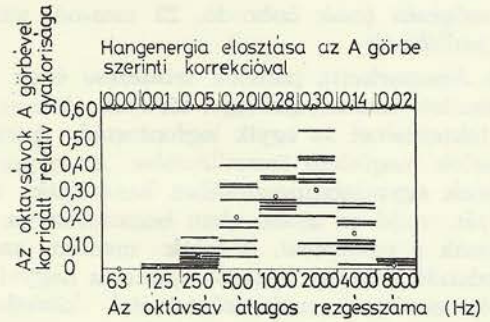 Hangenergia elosztása az A görbe
szerinti korrekcióval
Az oktávsávok A görbével
korrigált relatív gyakorisága
0,00 0,01 0,05 0,20 0,28 0,30 0,14 0,02
0,60
0,50
0,40
0,30
0,20
0,10
0
63 125 250 500 1000 2000 4000 8000
Az oktávsáv átlagos rezgésszáma (Hz)